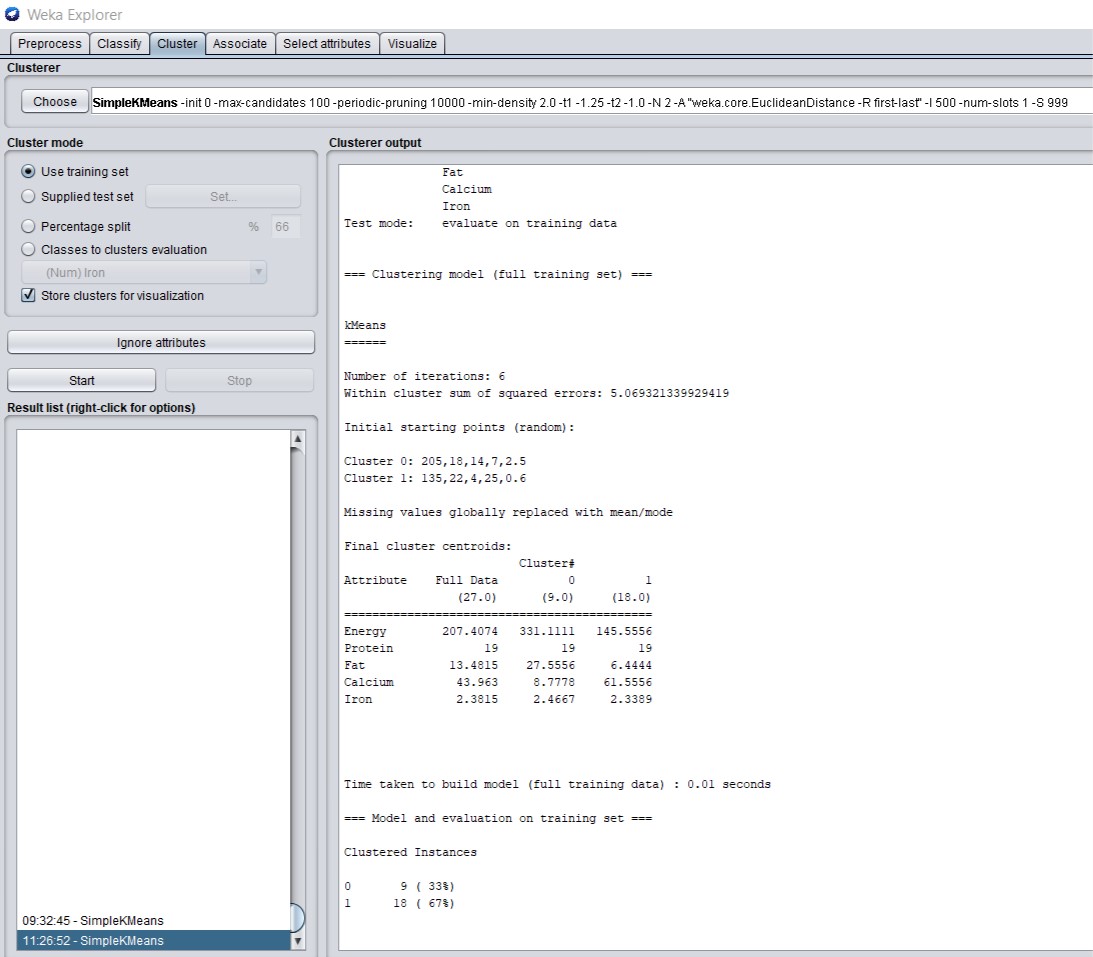 Weka Explorer
Preprocess Classify Cluster Associate Select attributes Visualize
Clusterer
Choose SimpleKMeans -init 0 -max-candidates 100 -periodic-pruning 10000 -min-density 2.0 -t1 -1.25 -t2 -1.0 -N 2 -A "weka.core.EuclideanDistance -R first-last" -I 500 -num-slots 1 -S 999
Cluster mode
Use training set
Supplied test set Set...
Percentage split % 66
Classes to clusters evaluation
(Num) Iron
Store clusters for visualization
Ignore attributes
Start Stop
Result list (right-click for options)
09:32:45 - SimpleKMeans
11:26:52 - SimpleKMeans
Clusterer output
Fat
Calcium
Iron
Test mode: evaluate on training data
=== Clustering model (full training set) ===
kMeans
======
Number of iterations: 6
Within cluster sum of squared errors: 5.069321339929419
Initial starting points (random):
Cluster 0: 205,18,14,7,2.5
Cluster 1: 135,22,4,25,0.6
Missing values globally replaced with mean/mode
Final cluster centroids:
Cluster#
Attribute Full Data 0 1
(27.0) (9.0) (18.0)
============================================
Energy 207.4074 331.1111 145.5556
Protein 19 19 19
Fat 13.4815 27.5556 6.4444
Calcium 43.963 8.7778 61.5556
Iron 2.3815 2.4667 2.3389
Time taken to build model (full training data) : 0.01 seconds
=== Model and evaluation on training set ===
Clustered Instances
0 9 ( 33%)
1 18 ( 67%)